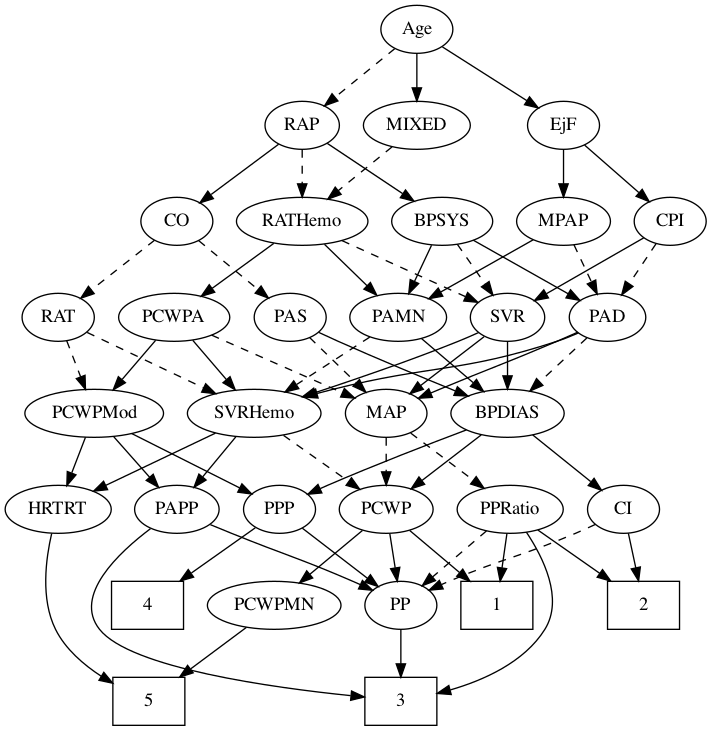 Age
RAP
MIXED
EjF
CO
RATHemo
BPSYS
MPAP
CPI
RAT
PCWPA
PAS
PAMN
SVR
PAD
PCWPMod
SVRHemo
MAP
BPDIAS
HRTRT
PAPP
PPP
PCWP
PPRatio
CI
4
PCWPMN
PP
1
2
5
3